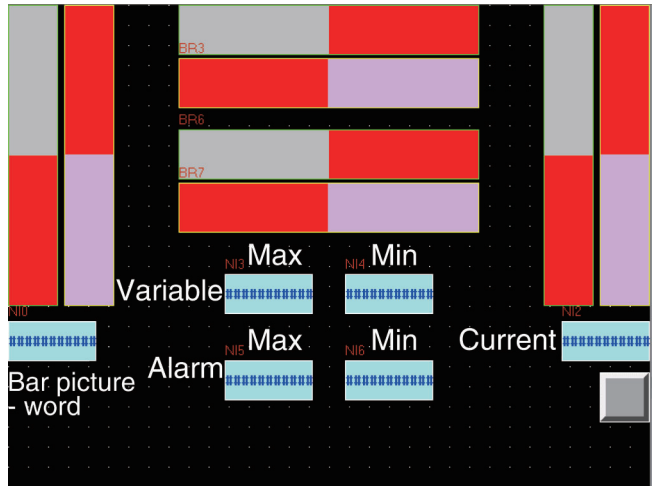 BR3
BR6
BR7
NI3 Max NI4 Min
Variable ########## ##########
NI0 NI2
########## NI5 Max NI6 Min Current ##########
Alarm ########## ##########
Bar picture
- word